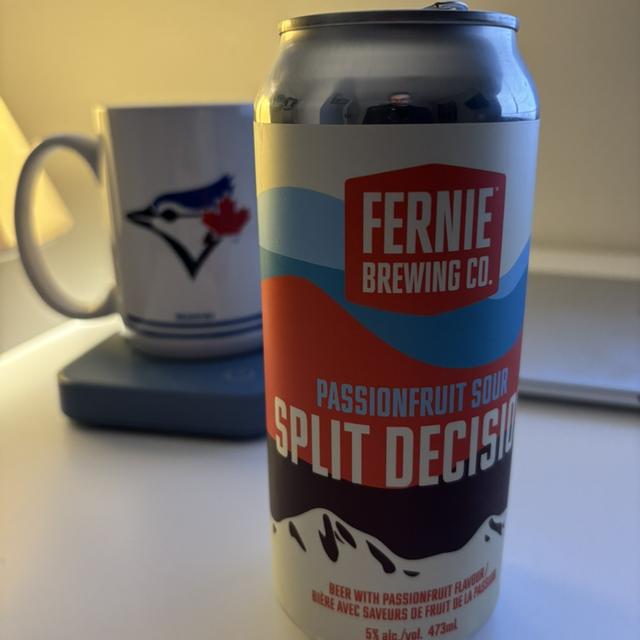 FERNIE
BREWING CO.
PASSIONFRUIT SOUR
SPLIT DECISIO
BEER WITH PASSIONFRUIT FLAVOUR /
BIÈRE AVEC SAVEURS DE FRUIT DE LA PASSION
5% alc./vol. 473mL